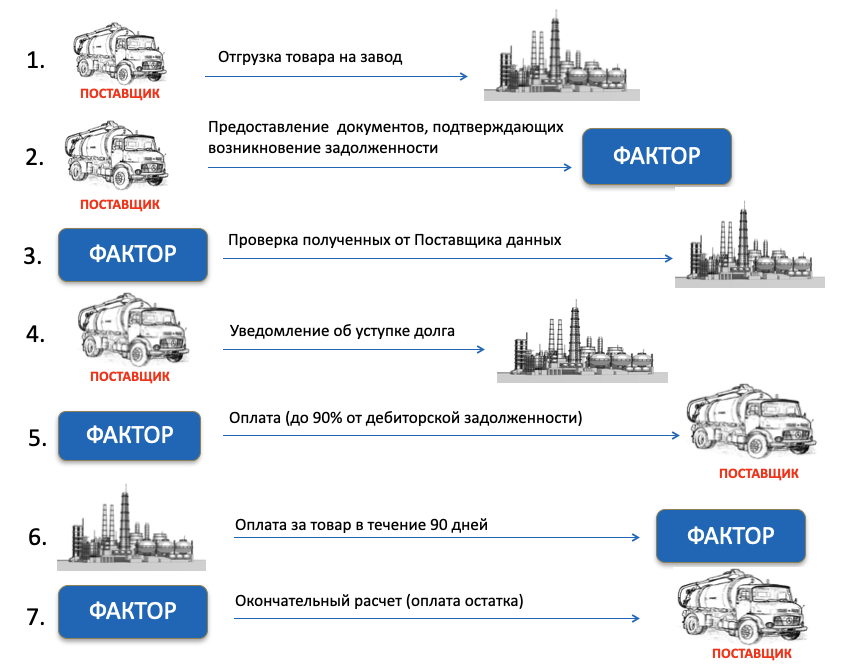 1.
Отгрузка товара на завод
ПОСТАВЩИК
Предоставление документов, подтверждающих
возникновение задолженности
2.
ФАКТОР
ПОСТАВЩИК
3.
ФАКТОР
Проверка полученных от Поставщика данных
4.
Уведомление об уступке долга
ПОСТАВЩИК
5.
ФАКТОР
Оплата (до 90% от дебиторской задолженности)
ПОСТАВЩИК
6.
Оплата за товар в течение 90 дней
ФАКТОР
7.
ФАКТОР
Окончательный расчет (оплата остатка)
ПОСТАВЩИК